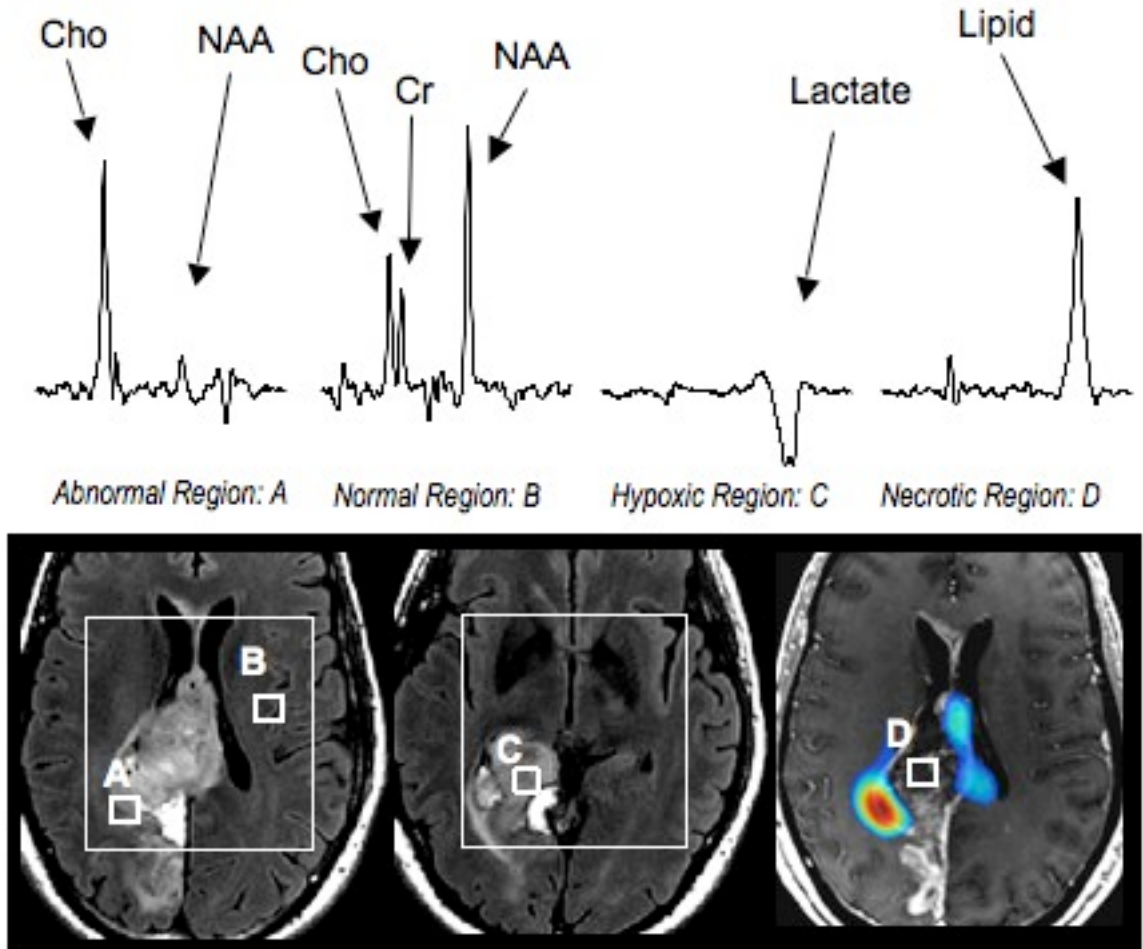 Cho
NAA
Cho
Cr
NAA
Lactate
Lipid
Abnormal Region: A
Normal Region: B
Hypoxic Region: C
Necrotic Region: D
A
B
C
D